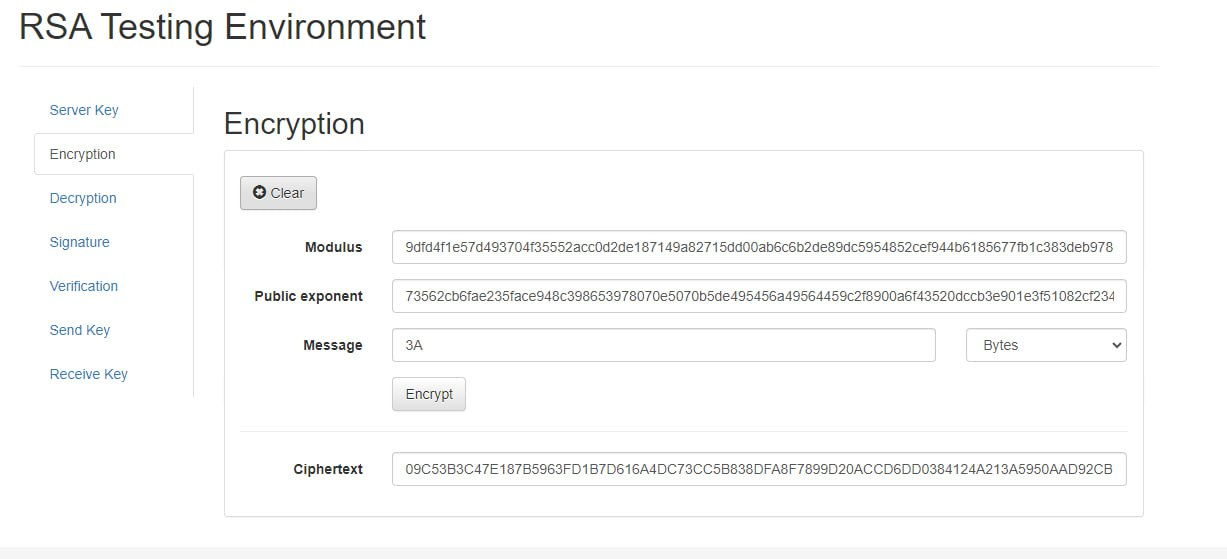 RSA Testing Environment
Server Key
Encryption
Decryption
Signature
Verification
Send Key
Receive Key
Encryption
Clear
Modulus 9dfd4f1e57d493704f35552acc0d2de187149a82715dd00ab6c6b2de89dc5954852cef944b6185677fb1c383deb978
Public exponent 73562cb6fae235face948c398653978070e5070b5de495456a49564459c2f8900a6f43520dccb3e901e3f51082cf234
Message 3A Bytes
Encrypt
Ciphertext 09C53B3C47E187B5963FD1B7D616A4DC73CC5B838DFA8F7899D20ACCD6DD0384124A213A5950AAD92CB